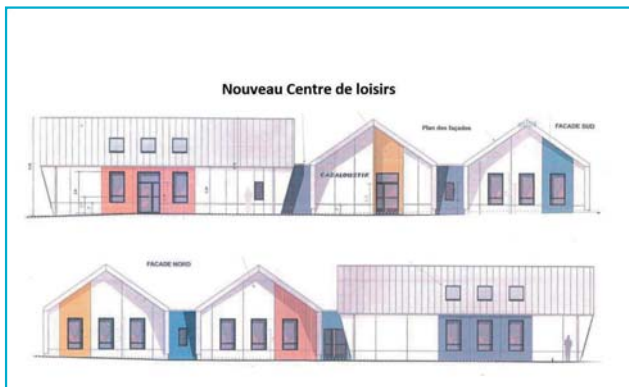 Nouveau Centre de loisirs
Plan des façades
FACADE SUD
FACADE NORD